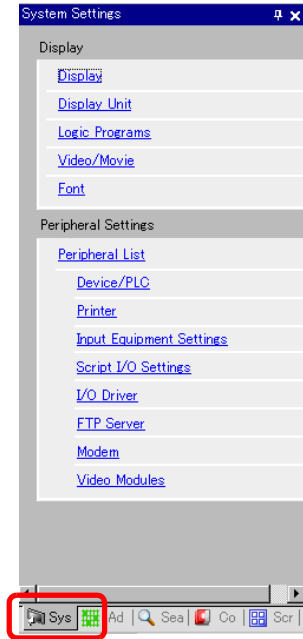 System Settings
Display
Display
Display Unit
Logic Programs
Video/Movie
Font
Peripheral Settings
Peripheral List
Device/PLC
Printer
Input Equipment Settings
Script I/O Settings
I/O Driver
FTP Server
Modem
Video Modules
Sys Ad Sea Co Scr